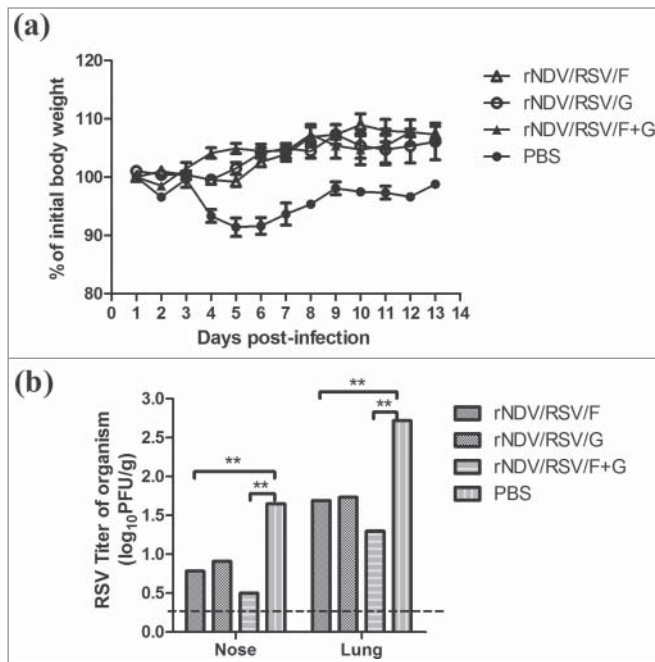 (a)
% of initial body weight
120
110
100
90
80
0 1 2 3 4 5 6 7 8 9 10 11 12 13 14
Days post-infection
rNDV/RSV/F
rNDV/RSV/G
rNDV/RSV/F+G
PBS
(b)
RSV Titer of organism
(log10PFU/g)
3.0
2.5
2.0
1.5
1.0
0.5
0.0
**
**
**
**
Nose Lung
rNDV/RSV/F
rNDV/RSV/G
rNDV/RSV/F+G
PBS